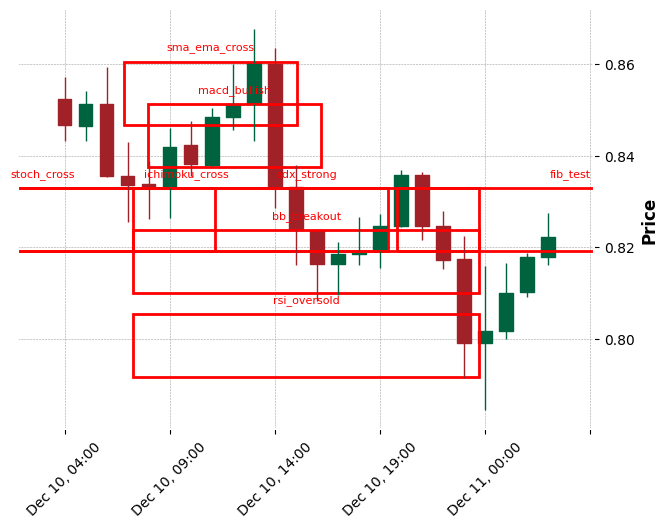 sma_ema_cross
0.86
macd_bullish
0.84
stoch_cross
ichimoku_cross
adx_strong
fib_test
Price
bb_breakout
0.82
rsi_oversold
0.80
Dec 10, 04:00
Dec 10, 09:00
Dec 10, 14:00
Dec 10, 19:00
Dec 11, 00:00